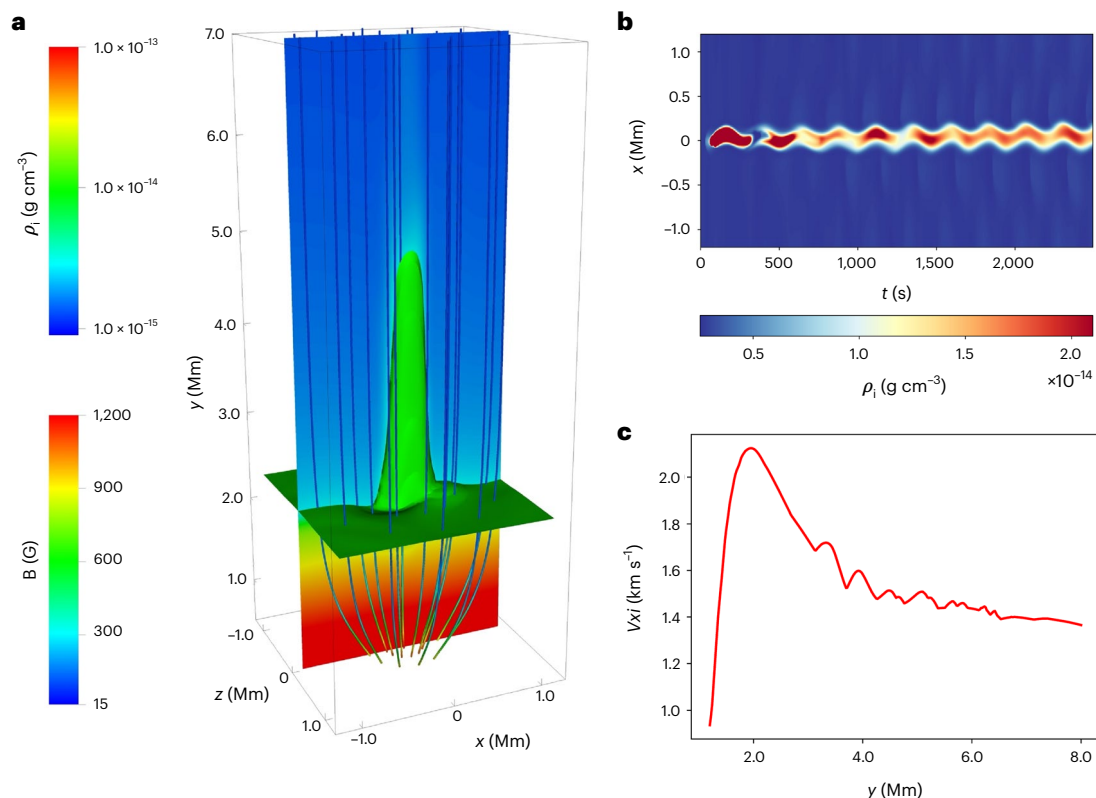 a
1.0 × 10⁻¹³
1.0 × 10⁻¹⁴
1.0 × 10⁻¹⁵
ρᵢ (g cm⁻³)
1,200
900
600
300
15
B (G)
7.0
6.0
5.0
4.0
3.0
2.0
1.0
y (Mm)
–1.0
0
1.0
z (Mm)
–1.0
0
1.0
x (Mm)
b
1.0
0.5
0
–0.5
–1.0
x (Mm)
0 500 1,000 1,500 2,000
t (s)
0.5 1.0 1.5 2.0
×10⁻¹⁴
ρᵢ (g cm⁻³)
c
2.0
1.8
1.6
1.4
1.2
1.0
Vxi (km s⁻¹)
2.0 4.0 6.0 8.0
y (Mm)